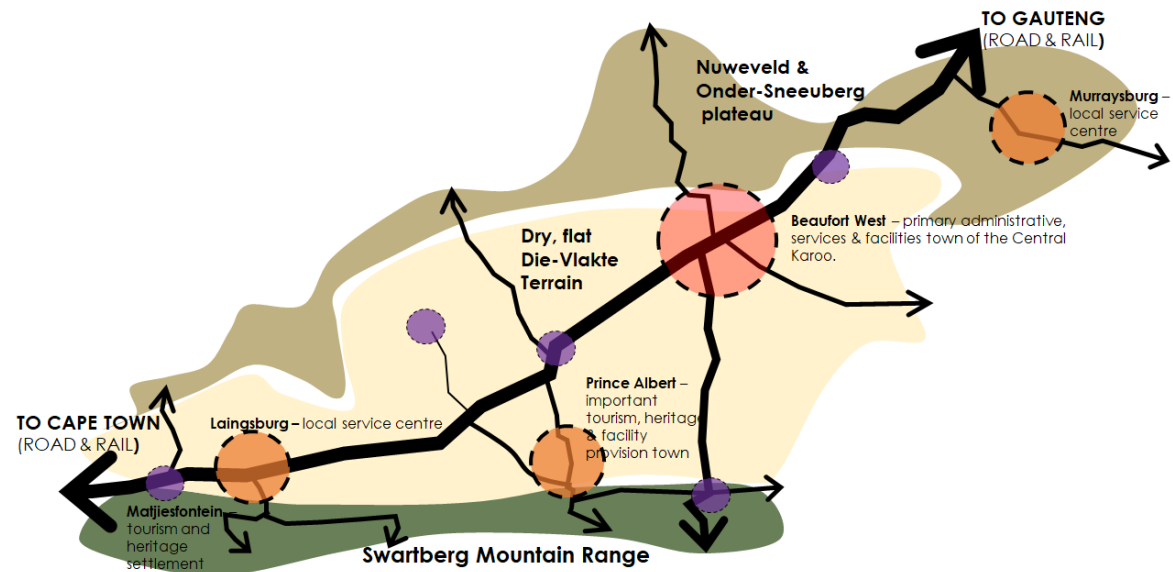 TO GAUTENG
(ROAD & RAIL)
Nuweveld &
Onder-Sneeuberg
plateau
Murraysburg –
local service
centre
Beaufort West – primary administrative,
services & facilities town of the Central
Karoo.
Dry, flat
Die-Vlakte
Terrain
Prince Albert –
important
tourism, heritage
& facility
provision town
TO CAPE TOWN
(ROAD & RAIL)
Laingsburg – local service centre
Matjiesfontein –
tourism and
heritage
settlement
Swartberg Mountain Range